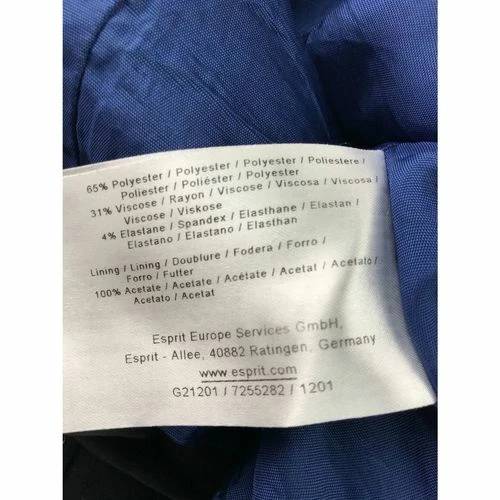 65% Polyester / Polyester / Polyester / Poliestere /
Poliester / Poliéster / Polyester
31% Viscose / Rayon / Viscose / Viscosa / Viscosa /
Viscose / Viskose
4% Elastane / Spandex / Elasthane / Elastan /
Elastano / Elastano / Elasthan
Lining / Lining / Doublure / Fodera / Forro /
Forro / Futter
100% Acetate / Acetate / Acétate / Acetat / Acetato /
Acetato / Acetat
Esprit Europe Services GmbH,
Esprit - Allee, 40882 Ratingen, Germany
www.esprit.com
G21201 / 7255282 / 1201